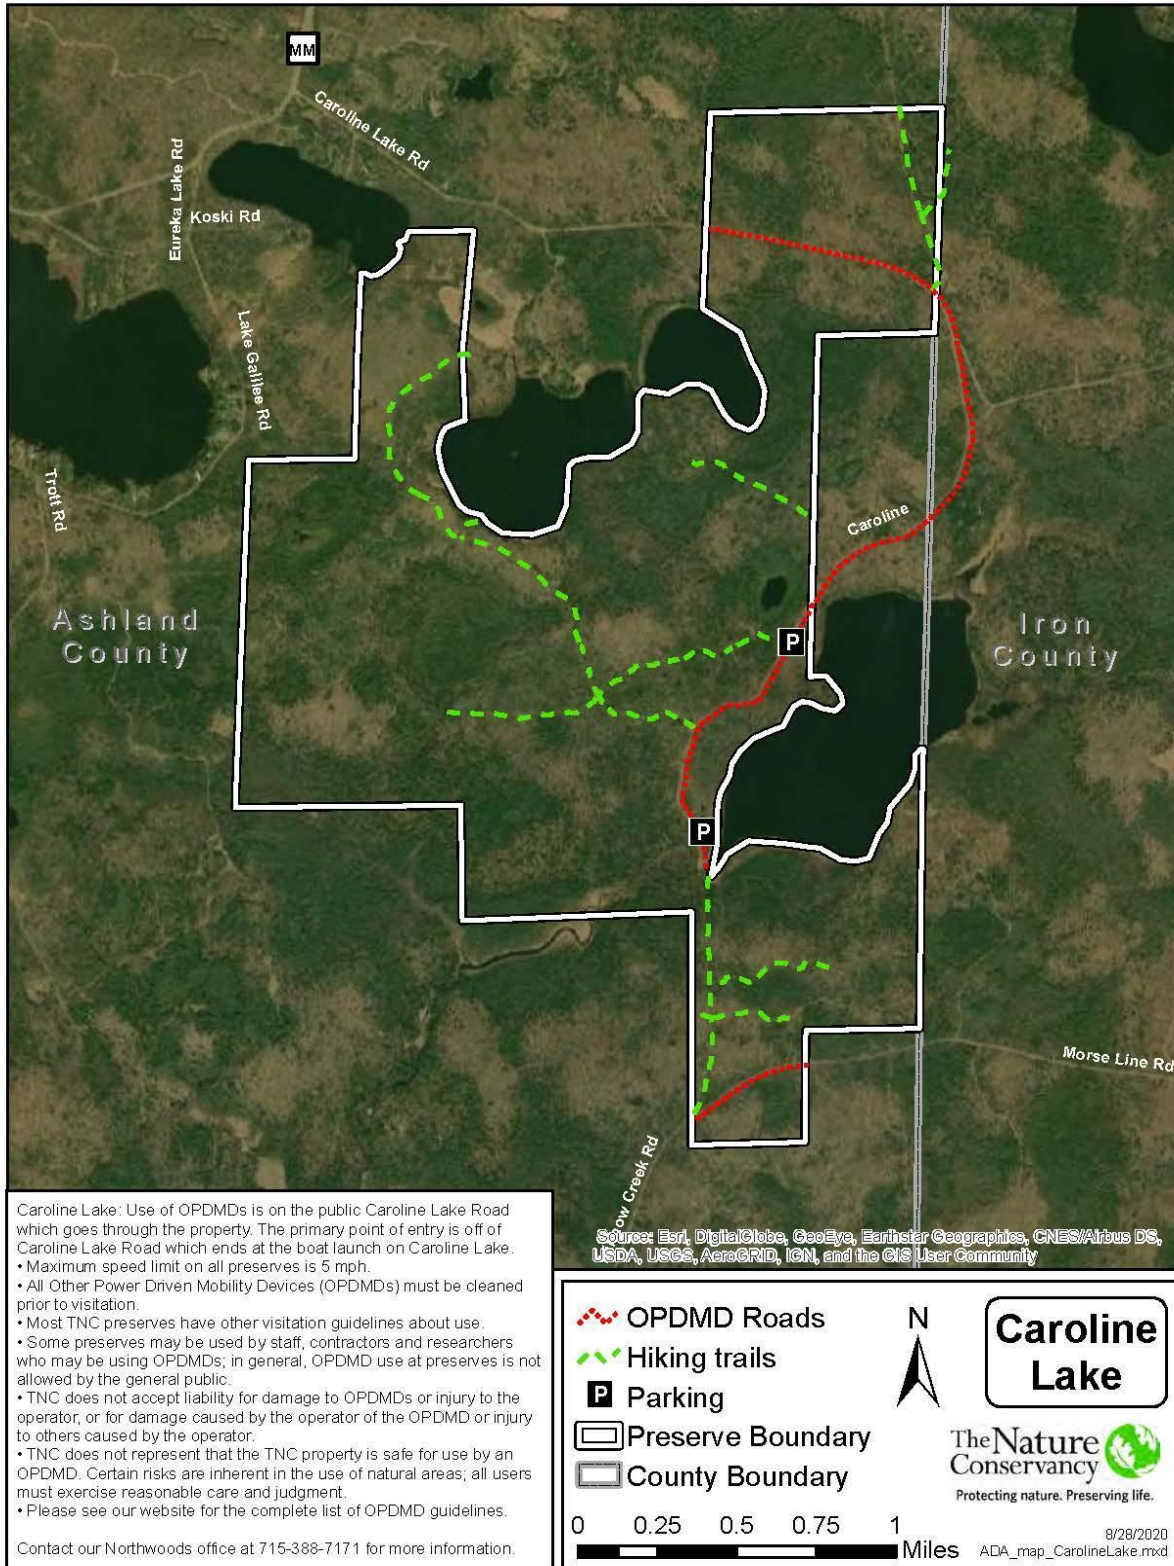 MM
Caroline Lake Rd
Eureka Lake Rd
Koski Rd
Lake Galilee Rd
Trott Rd
Caroline
Ashland
County
Iron
County
P
P
Morse Line Rd
Creek Rd
Source: Esri, DigitalGlobe, GeoEye, Earthstar Geographics, CNES/Airbus DS,
USDA, USGS, AeroGRID, IGN, and the GIS User Community
Caroline Lake: Use of OPDMDs is on the public Caroline Lake Road
which goes through the property. The primary point of entry is off of
Caroline Lake Road which ends at the boat launch on Caroline Lake.
• Maximum speed limit on all preserves is 5 mph.
• All Other Power Driven Mobility Devices (OPDMDs) must be cleaned
prior to visitation.
• Most TNC preserves have other visitation guidelines about use.
• Some preserves may be used by staff, contractors and researchers
who may be using OPDMDs; in general, OPDMD use at preserves is not
allowed by the general public.
• TNC does not accept liability for damage to OPDMDs or injury to the
operator, or for damage caused by the operator of the OPDMD or injury
to others caused by the operator.
• TNC does not represent that the TNC property is safe for use by an
OPDMD. Certain risks are inherent in the use of natural areas; all users
must exercise reasonable care and judgment.
• Please see our website for the complete list of OPDMD guidelines.
Contact our Northwoods office at 715-388-7171 for more information.
OPDMD Roads
Hiking trails
P Parking
Preserve Boundary
County Boundary
0 0.25 0.5 0.75 1
Miles
N
Caroline
Lake
The Nature
Conservancy
Protecting nature. Preserving life.
8/28/2020
ADA_map_CarolineLake.mxd